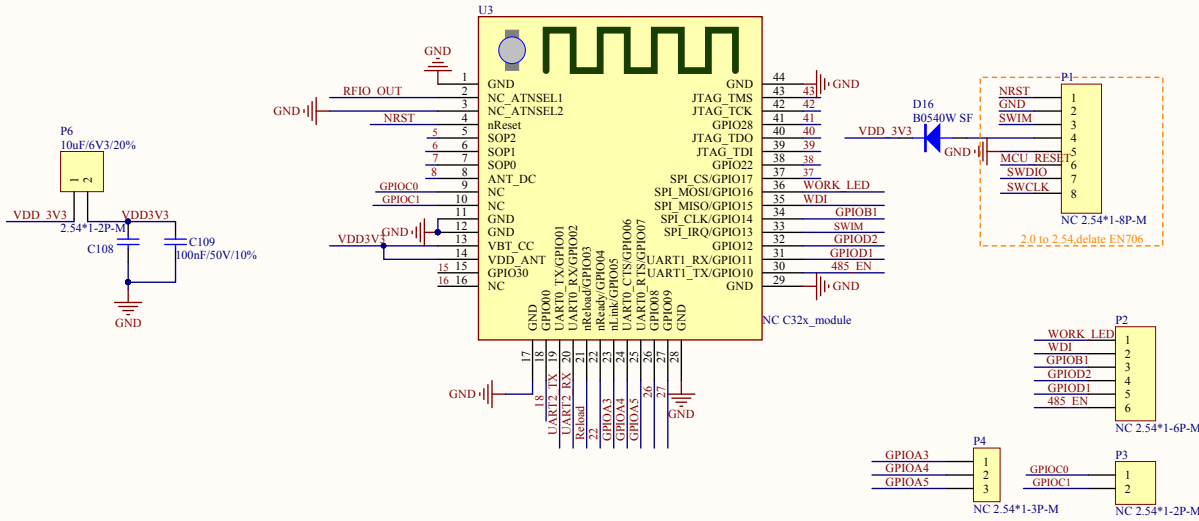 U3
GND
1 GND
RFIO_OUT 2 NC_ATNSEL1
GND 3 NC_ATNSEL2
NRST 4 nReset
5 5 SOP2
6 6 SOP1
7 7 SOP0
8 8 ANT_DC
GPIOC0 9 NC
GPIOC1 10 NC
11 GND
GND 12 GND
VDD3V3 13 VBT_CC
14 VDD_ANT
15 15 GPIO30
16 16 NC
GND 44 GND
JTAG_TMS 43 43
JTAG_TCK 42 42
GPIO28 41 41
JTAG_TDO 40 40
JTAG_TDI 39 39
GPIO22 38 38
SPI_CS/GPIO17 37 37
SPI_MOSI/GPIO16 36 WORK_LED
SPI_MISO/GPIO15 35 WDI
SPI_CLK/GPIO14 34 GPIOB1
SPI_IRQ/GPIO13 33 SWIM
GPIO12 32 GPIOD2
UART1_RX/GPIO11 31 GPIOD1
UART1_TX/GPIO10 30 485_EN
GND 29 GND
GND 17 GND
GPIO00 18 18
UART0_TX/GPIO01 19 UART2_TX
UART0_RX/GPIO02 20 UART2_RX
nReload/GPIO03 21 Reload
nReady/GPIO04 22 22
nLink/GPIO05 23 GPIOA3
UART0_CTS/GPIO06 24 GPIOA4
UART0_RTS/GPIO07 25 GPIOA5
GPIO08 26 26
GPIO09 27 27
GND 28 GND
NC C32x_module
P6
10uF/6V3/20%
1 2
VDD_3V3 VDD3V3
2.54*1-2P-M
C108
C109
100nF/50V/10%
GND
D16
B0540W SF
VDD_3V3
P1
NRST 1
GND 2
SWIM 3
4
GND 5
MCU_RESET 6
SWDIO 7
SWCLK 8
NC 2.54*1-8P-M
2.0 to 2.54,delate EN706
P2
WORK_LED 1
WDI 2
GPIOB1 3
GPIOD2 4
GPIOD1 5
485_EN 6
NC 2.54*1-6P-M
P4
GPIOA3 1
GPIOA4 2
GPIOA5 3
NC 2.54*1-3P-M
P3
GPIOC0 1
GPIOC1 2
NC 2.54*1-2P-M